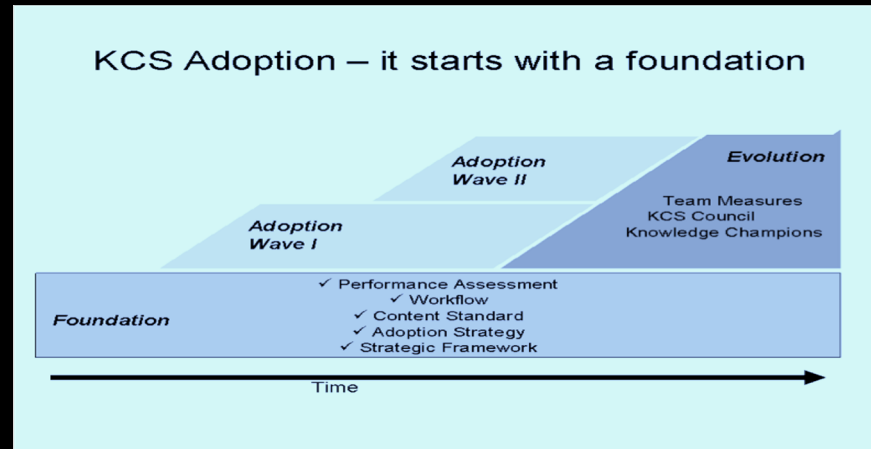 KCS Adoption – it starts with a foundation
Adoption
Wave II
Evolution
Team Measures
KCS Council
Knowledge Champions
Adoption
Wave I
Foundation
✓ Performance Assessment
✓ Workflow
✓ Content Standard
✓ Adoption Strategy
✓ Strategic Framework
Time